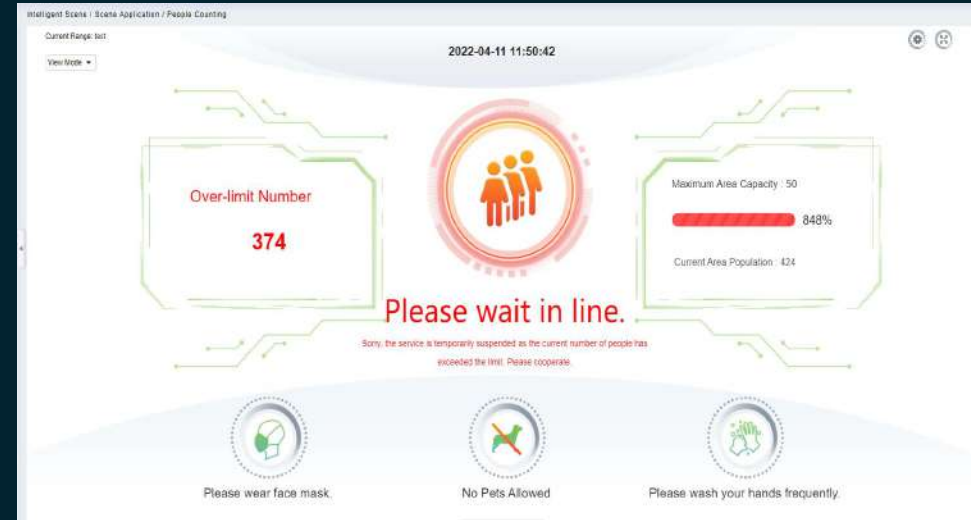 Intelligent Scene / Scene Application / People Counting
Current Range: test
2022-04-11 11:50:42
View Mode
Over-limit Number
374
Maximum Area Capacity : 50
848%
Current Area Population : 424
Please wait in line.
Sorry, the service is temporarily suspended as the current number of people has
exceeded the limit. Please cooperate.
Please wear face mask.
No Pets Allowed
Please wash your hands frequently.